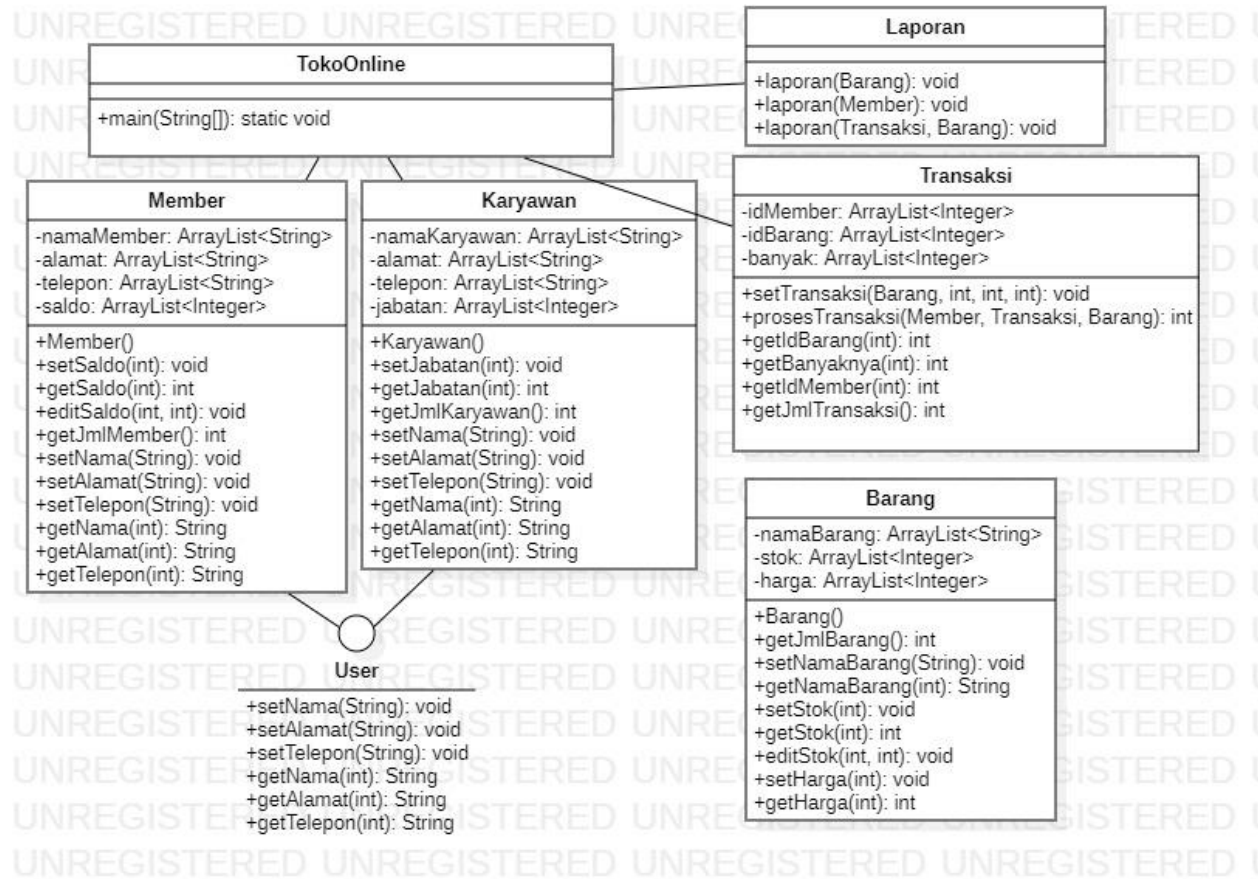 TokoOnline
+main(String[]): static void
Laporan
+laporan(Barang): void
+laporan(Member): void
+laporan(Transaksi, Barang): void
Member
-namaMember: ArrayList<String>
-alamat: ArrayList<String>
-telepon: ArrayList<String>
-saldo: ArrayList<Integer>
+Member()
+setSaldo(int): void
+getSaldo(int): int
+editSaldo(int, int): void
+getJmlMember(): int
+setNama(String): void
+setAlamat(String): void
+setTelepon(String): void
+getNama(int): String
+getAlamat(int): String
+getTelepon(int): String
Karyawan
-namaKaryawan: ArrayList<String>
-alamat: ArrayList<String>
-telepon: ArrayList<String>
-jabatan: ArrayList<Integer>
+Karyawan()
+setJabatan(int): void
+getJabatan(int): int
+getJmlKaryawan(): int
+setNama(String): void
+setAlamat(String): void
+setTelepon(String): void
+getNama(int): String
+getAlamat(int): String
+getTelepon(int): String
Transaksi
-idMember: ArrayList<Integer>
-idBarang: ArrayList<Integer>
-banyak: ArrayList<Integer>
+setTransaksi(Barang, int, int, int): void
+prosesTransaksi(Member, Transaksi, Barang): int
+getIdBarang(int): int
+getBanyaknya(int): int
+getIdMember(int): int
+getJmlTransaksi(): int
User
+setNama(String): void
+setAlamat(String): void
+setTelepon(String): void
+getNama(int): String
+getAlamat(int): String
+getTelepon(int): String
Barang
-namaBarang: ArrayList<String>
-stok: ArrayList<Integer>
-harga: ArrayList<Integer>
+Barang()
+getJmlBarang(): int
+setNamaBarang(String): void
+getNamaBarang(int): String
+setStok(int): void
+getStok(int): int
+editStok(int, int): void
+setHarga(int): void
+getHarga(int): int
UNREGISTERED UNREGISTERED UNREGISTERED UNREGISTERED